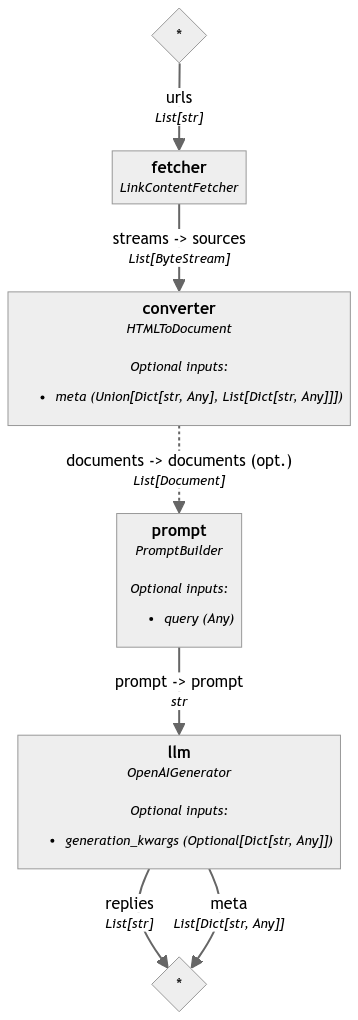 *
urls
List[str]
fetcher
LinkContentFetcher
streams -> sources
List[ByteStream]
converter
HTMLToDocument
Optional inputs:
• meta (Union[Dict[str, Any], List[Dict[str, Any]]])
documents -> documents (opt.)
List[Document]
prompt
PromptBuilder
Optional inputs:
• query (Any)
prompt -> prompt
str
llm
OpenAIGenerator
Optional inputs:
• generation_kwargs (Optional[Dict[str, Any]])
replies
List[str]
meta
List[Dict[str, Any]]
*